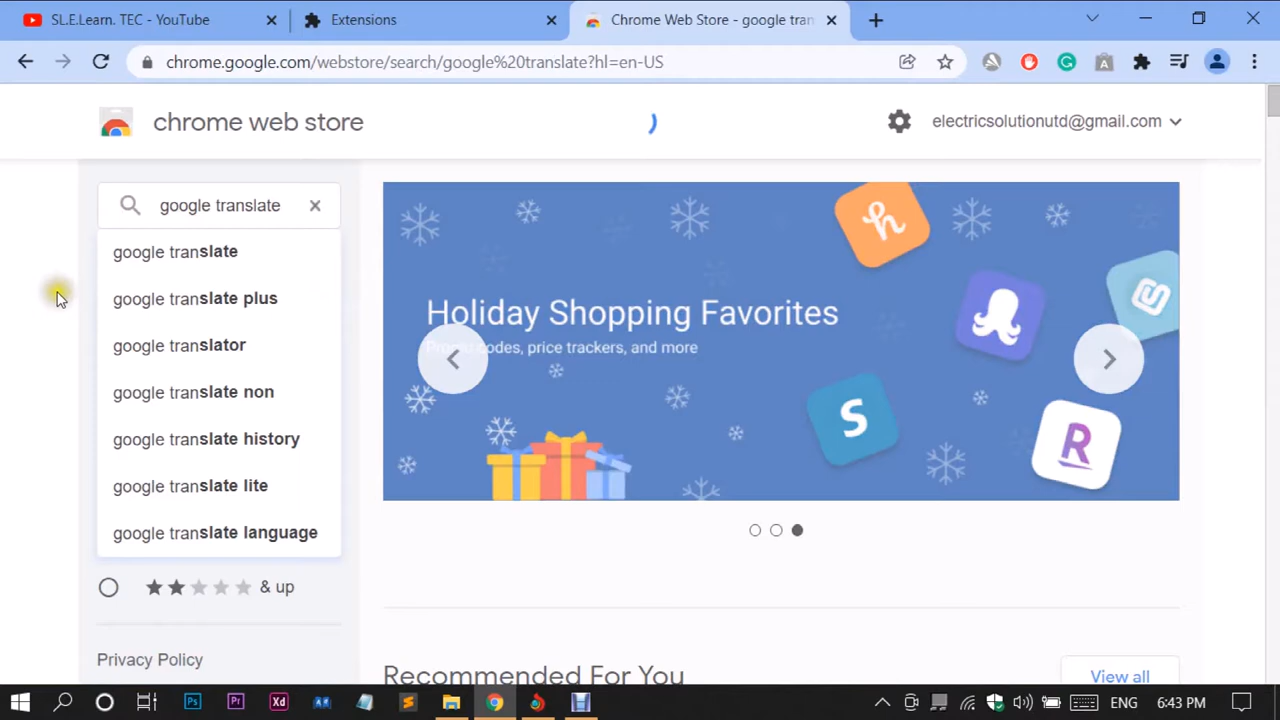 SL.E.Learn. TEC - YouTube
Extensions
Chrome Web Store - google tran
chrome.google.com/webstore/search/google%20translate?hl=en-US
chrome web store
electricsolutionutd@gmail.com
google translate
google translate
google translate plus
google translator
google translate non
google translate history
google translate lite
google translate language
& up
Privacy Policy
Holiday Shopping Favorites
codes, price trackers, and more
Recommended For You
View all
Ps
Pr
Xd
ENG
6:43 PM